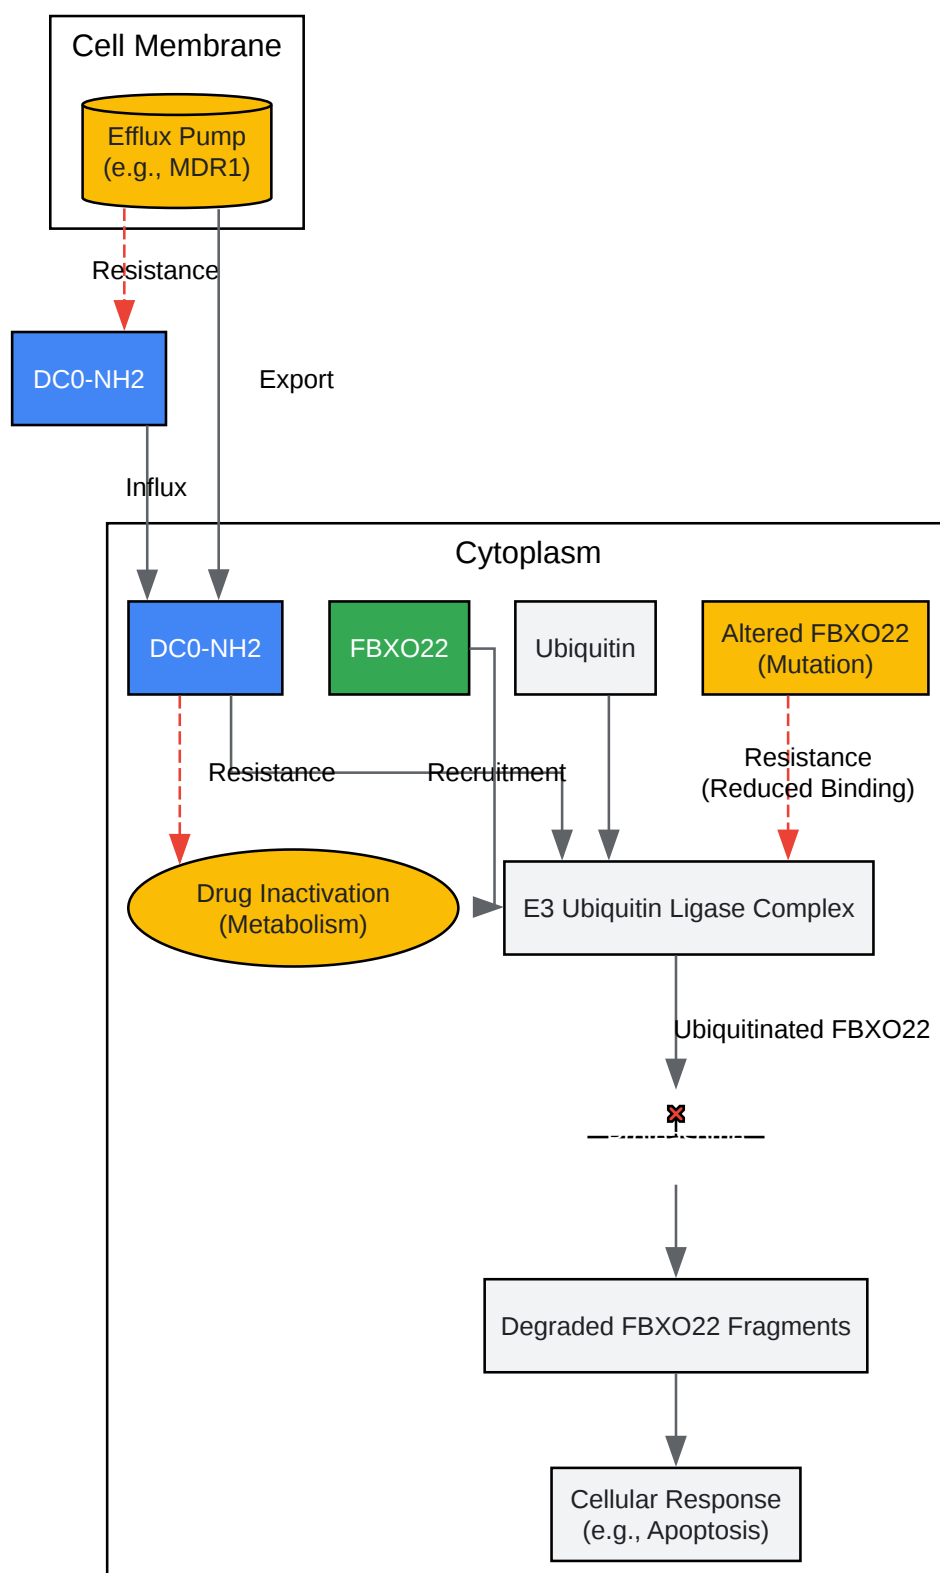 Cell Membrane
Efflux Pump
(e.g., MDR1)
Resistance
DC0-NH2
Export
Influx
Cytoplasm
DC0-NH2
FBXO22
Ubiquitin
Altered FBXO22
(Mutation)
Resistance
Recruitment
Resistance
(Reduced Binding)
Drug Inactivation
(Metabolism)
E3 Ubiquitin Ligase Complex
Ubiquitinated FBXO22
Degraded FBXO22 Fragments
Cellular Response
(e.g., Apoptosis)